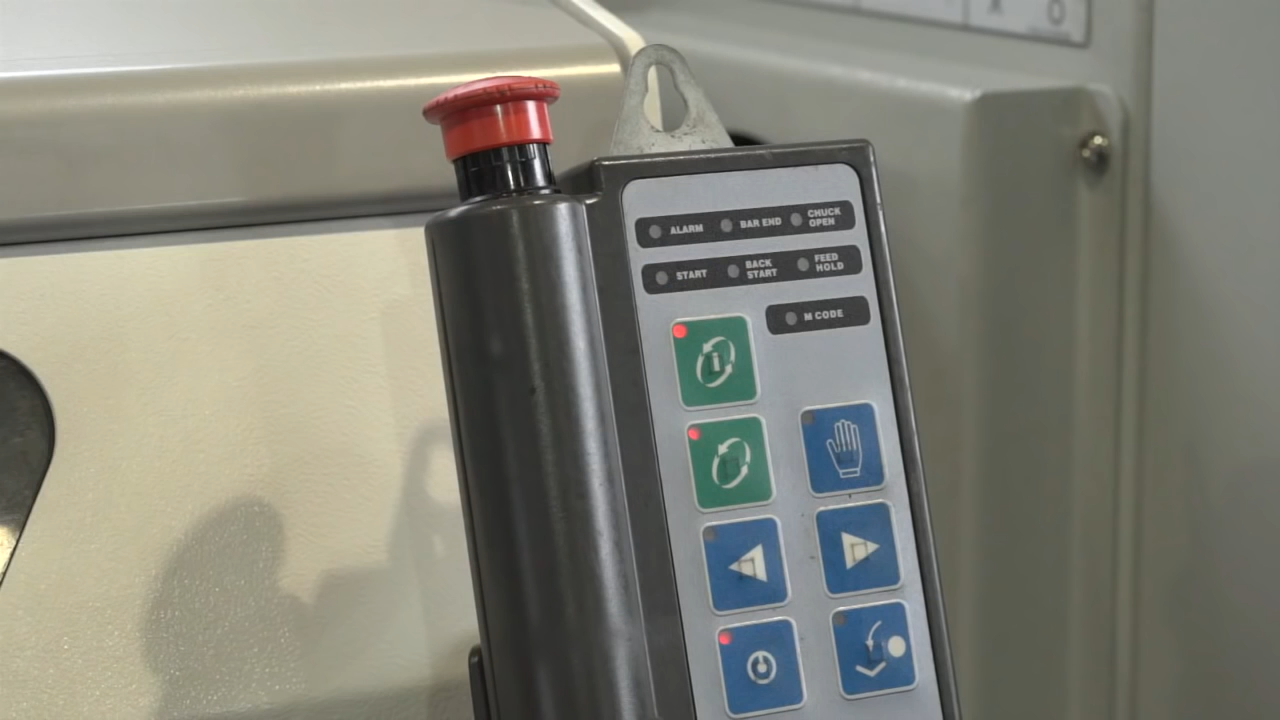 ALARM
BAR END
CHUCK
OPEN
START
BACK
START
FEED
HOLD
M CODE
i